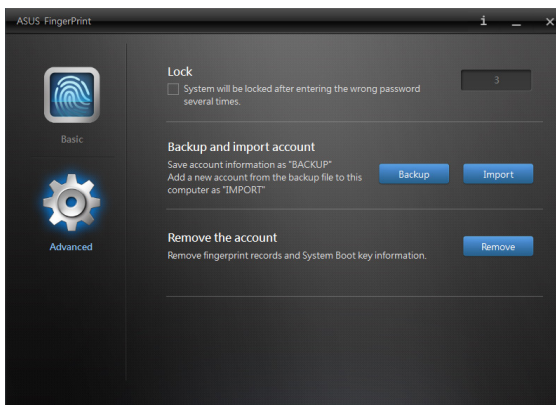 ASUS FingerPrint
i
Basic
Advanced
Lock
System will be locked after entering the wrong password
several times.
3
Backup and import account
Save account information as "BACKUP"
Add a new account from the backup file to this
computer as "IMPORT"
Backup
Import
Remove the account
Remove fingerprint records and System Boot key information.
Remove